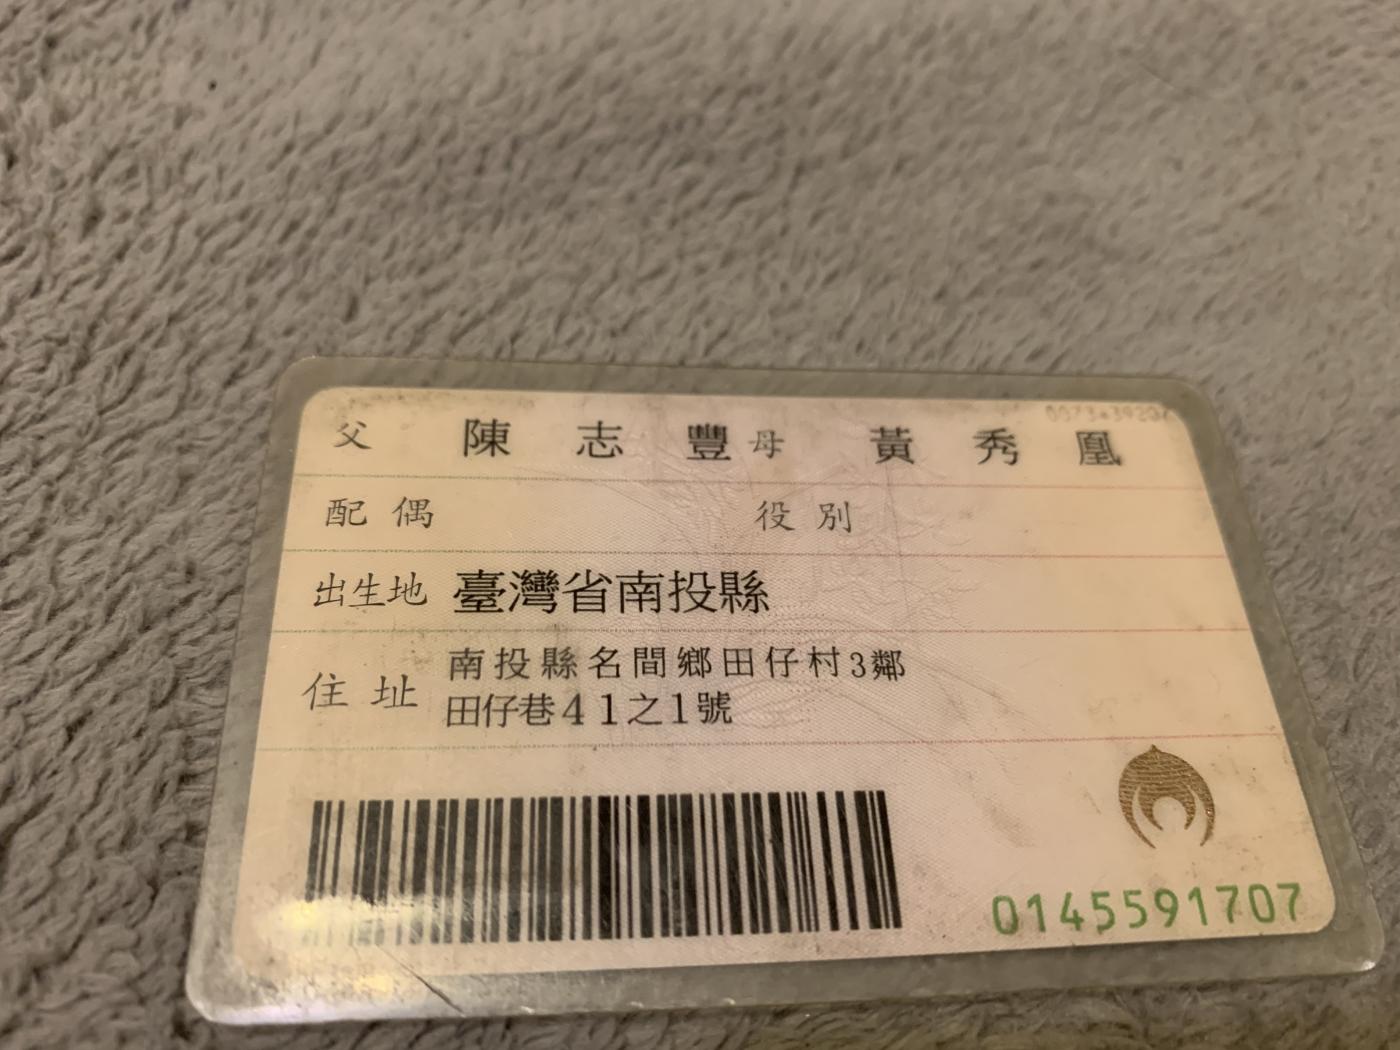 父 陳志豐 母 黃秀凰
配偶 役別
出生地 臺灣省南投縣
住址 南投縣名間鄉田仔村3鄰
田仔巷41之1號
0145591707